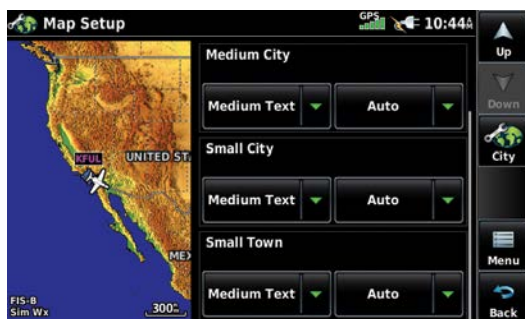 Map Setup
GPS
10:44A
Medium City
Medium Text
Auto
Small City
Medium Text
Auto
Small Town
Medium Text
Auto
KFUL
UNITED ST
MEX
FIS-B
Sim Wx
300
Up
Down
City
Menu
Back